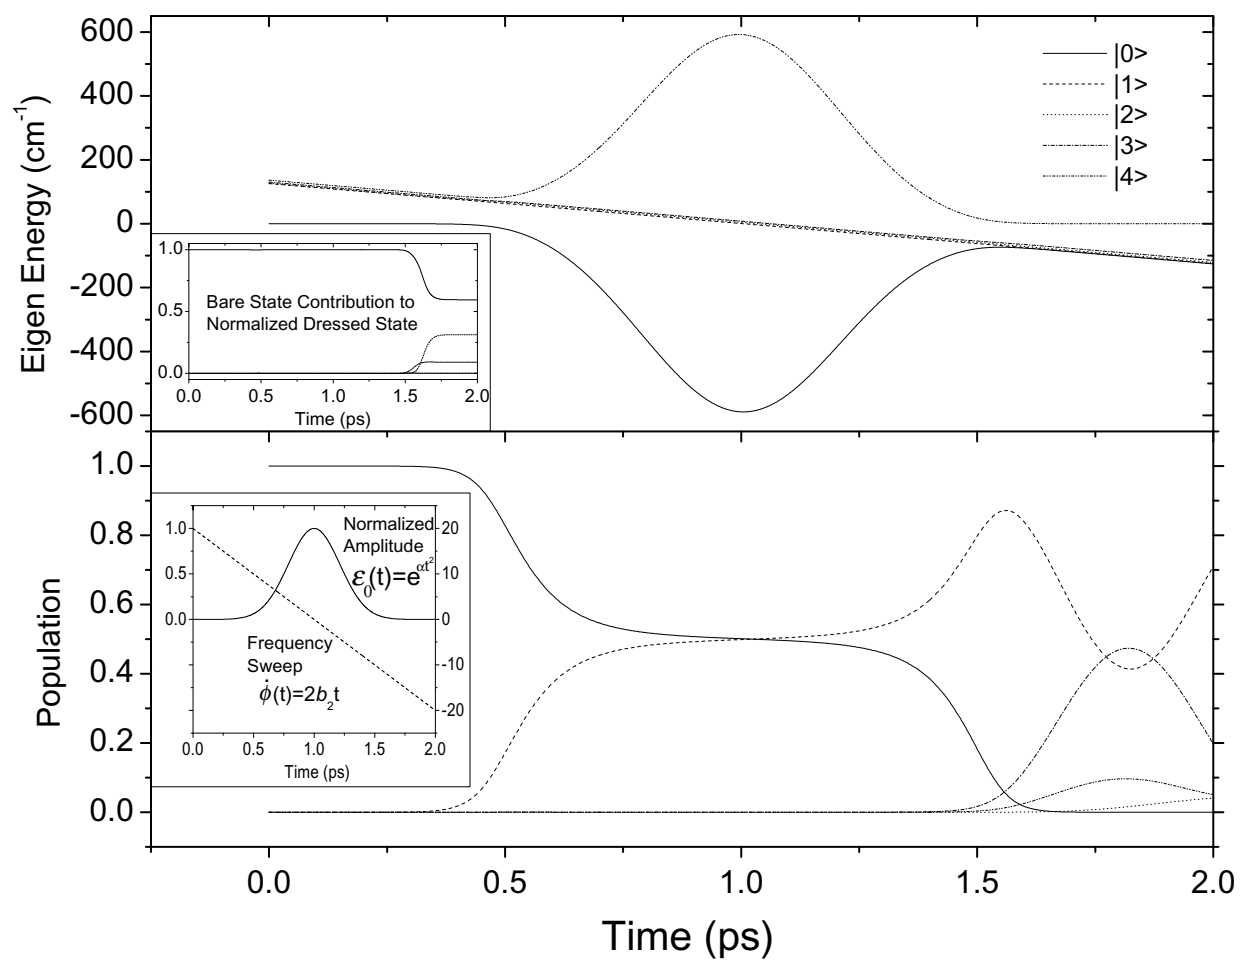 600
400
200
0
-200
-400
-600
Eigen Energy (cm⁻¹)
|0>
|1>
|2>
|3>
|4>
1.0
0.5
0.0
Bare State Contribution to
Normalized Dressed State
0.0 0.5 1.0 1.5 2.0
Time (ps)
1.0
0.8
0.6
0.4
0.2
0.0
Population
1.0
0.5
0.0
20
10
0
-10
-20
Normalized
Amplitude
ℰ₀(t)=e^αt²
Frequency
Sweep
ϕ̇(t)=2b₂t
0.0 0.5 1.0 1.5 2.0
Time (ps)
0.0 0.5 1.0 1.5 2.0
Time (ps)